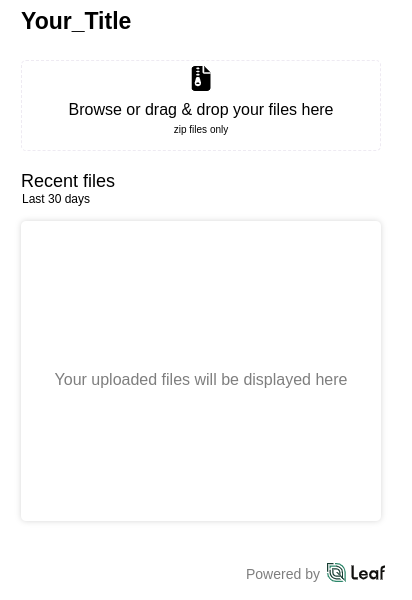 Your_Title
Browse or drag & drop your files here
zip files only
Recent files
Last 30 days
Your uploaded files will be displayed here
Powered by Leaf